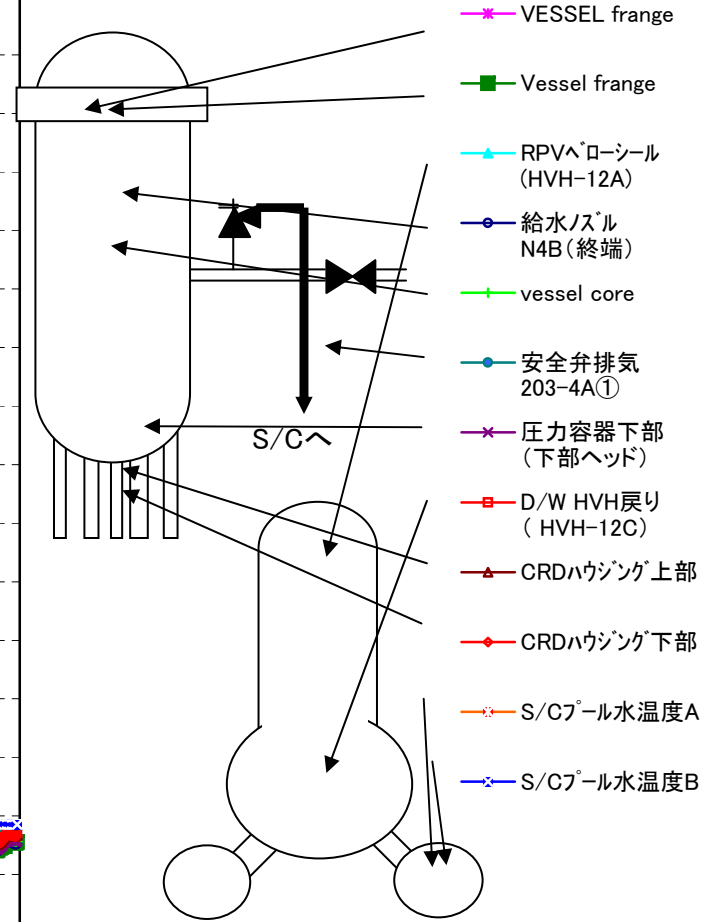 VESSEL frange
Vessel frange
RPVﾍﾞﾛｰｼｰﾙ
(HVH-12A)
給水ﾉｽﾞﾙ
N4B(終端)
vessel core
安全弁排気
203-4A①
圧力容器下部
(下部ヘッド)
D/W HVH戻り
( HVH-12C)
CRDﾊｳｼﾞﾝｸﾞ上部
CRDﾊｳｼﾞﾝｸﾞ下部
S/Cﾌﾟｰﾙ水温度A
S/Cﾌﾟｰﾙ水温度B
S/Cへ